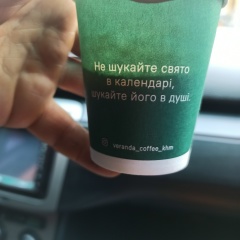 Не шукайте свято
в календарі,
шукайте його в душі.
veranda_coffee_khm